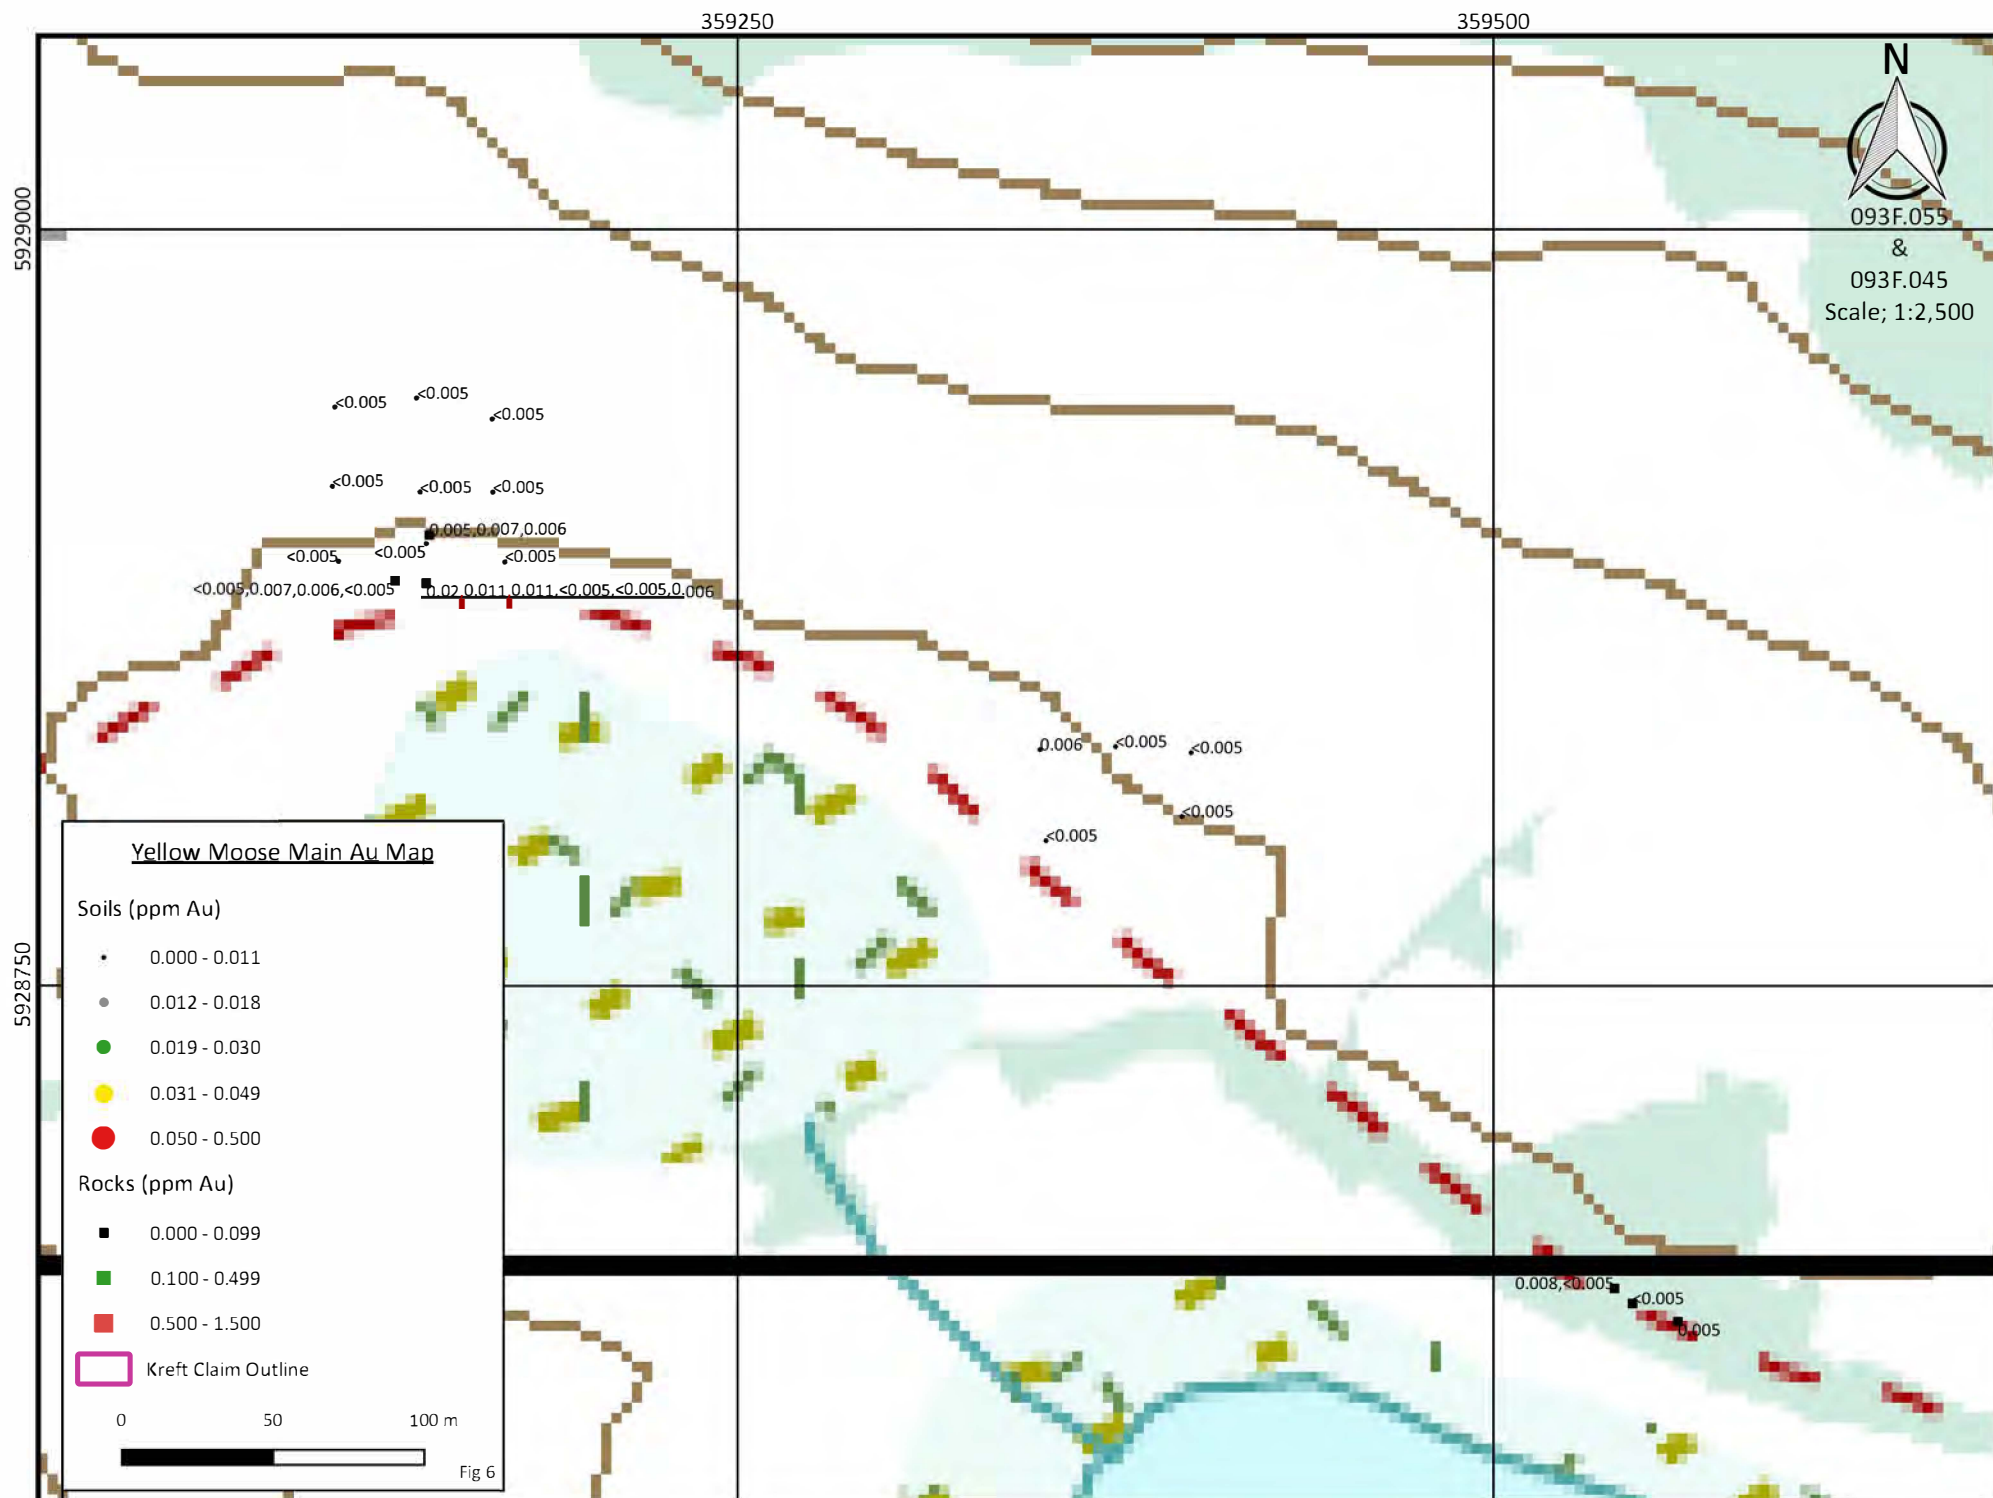 359250
359500
N
5929000
093F.055
&
093F.045
Scale; 1:2,500
<0.005
<0.005
<0.005
<0.005
<0.005
<0.005
0.005,0.007,0.006
<0.005
<0.005
<0.005
<0.005,0.007,0.006,<0.005
0.02,0.011,0.011,<0.005,<0.005,0.006
0.006
<0.005
<0.005
<0.005
<0.005
5928750
Yellow Moose Main Au Map
Soils (ppm Au)
0.000 - 0.011
0.012 - 0.018
0.019 - 0.030
0.031 - 0.049
0.050 - 0.500
Rocks (ppm Au)
0.000 - 0.099
0.100 - 0.499
0.500 - 1.500
Kreft Claim Outline
0 50 100 m
Fig 6
0.008,<0.005
<0.005
0.005